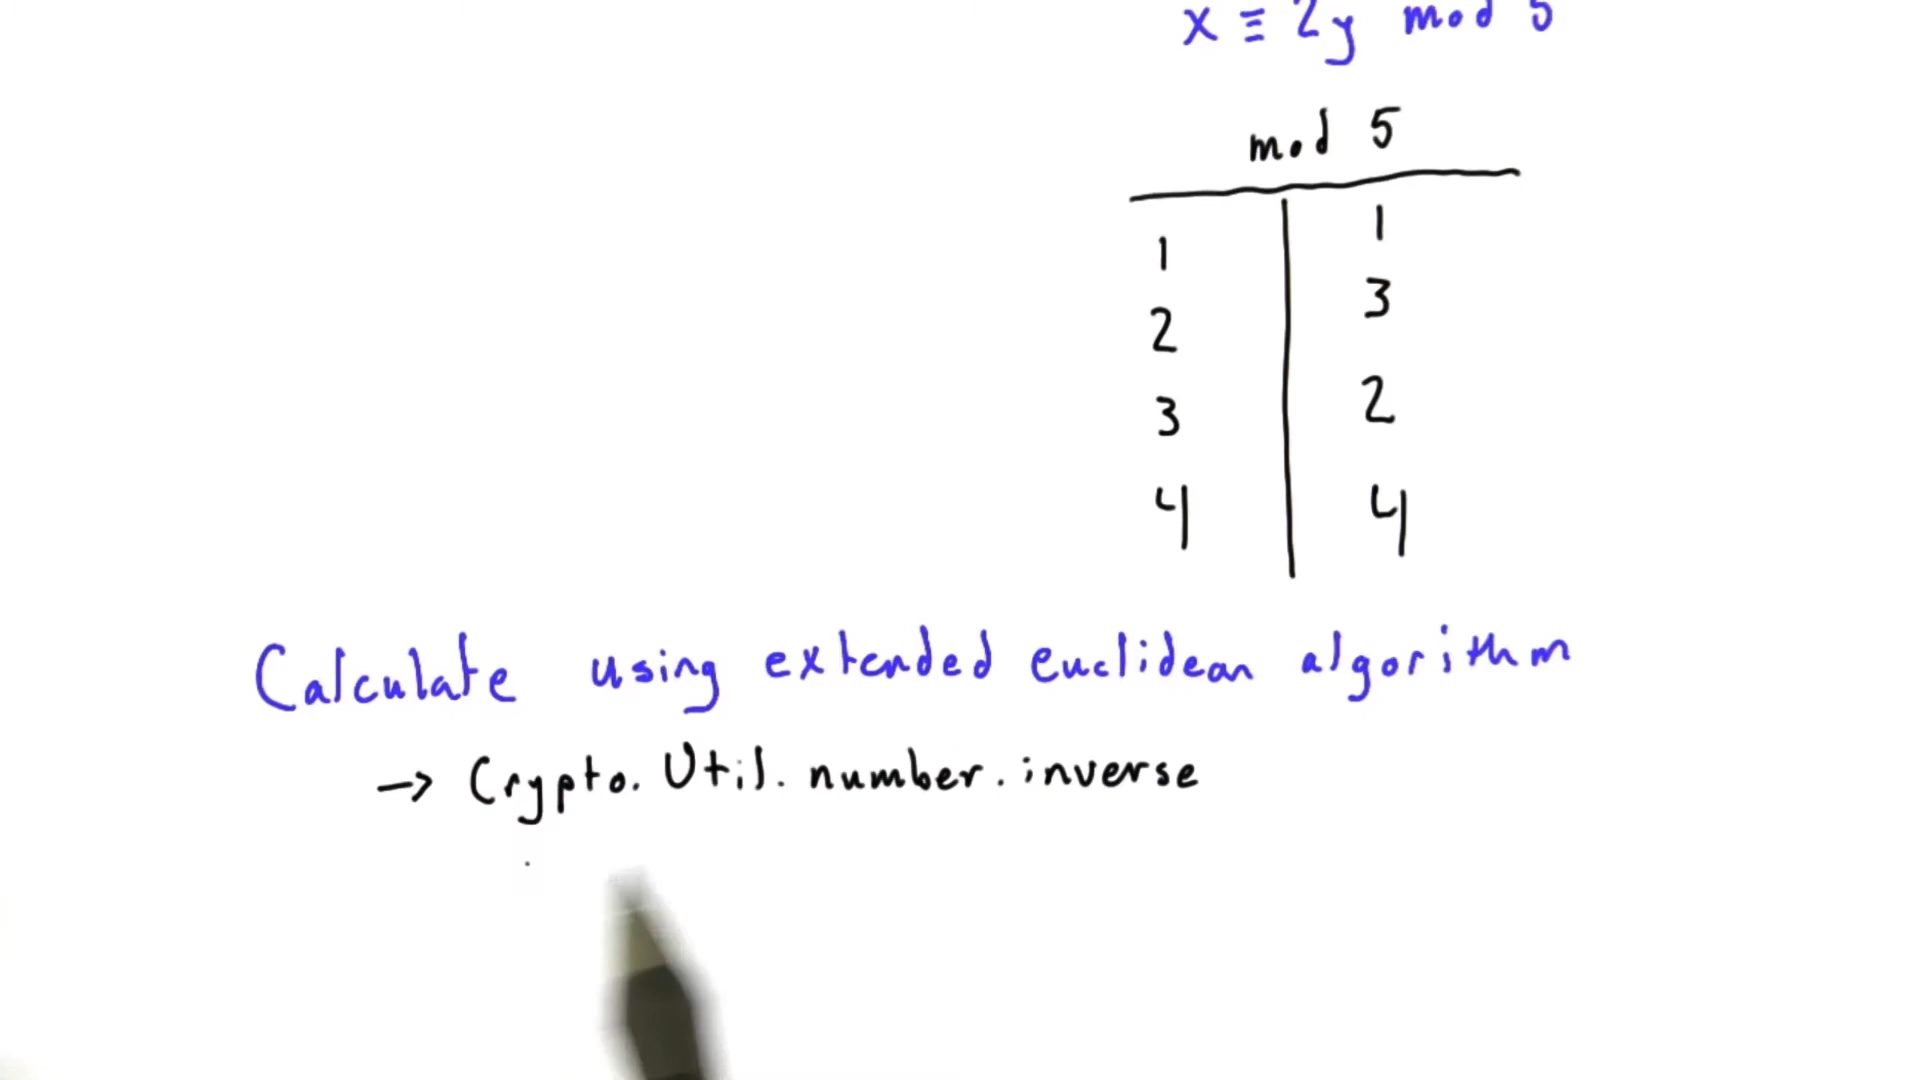 x ≡ 2y mod 5
mod 5
1 1
2 3
3 2
4 4
Calculate using extended euclidean algorithm
→ Crypto.Util.number.inverse